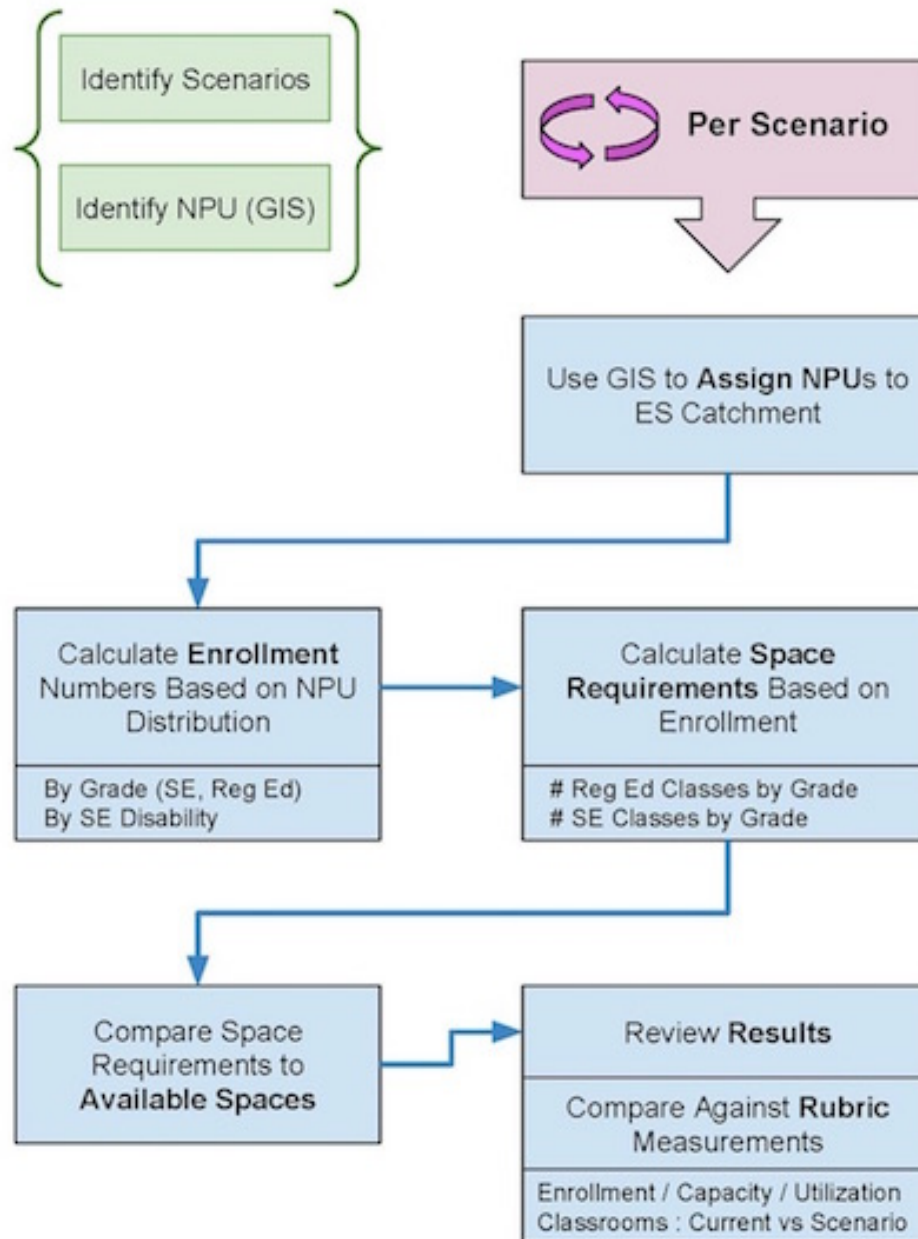 Identify Scenarios
Identify NPU (GIS)
Per Scenario
Use GIS to Assign NPUs to
ES Catchment
Calculate Enrollment
Numbers Based on NPU
Distribution
By Grade (SE, Reg Ed)
By SE Disability
Calculate Space
Requirements Based on
Enrollment
# Reg Ed Classes by Grade
# SE Classes by Grade
Compare Space
Requirements to
Available Spaces
Review Results
Compare Against Rubric
Measurements
Enrollment / Capacity / Utilization
Classrooms : Current vs Scenario